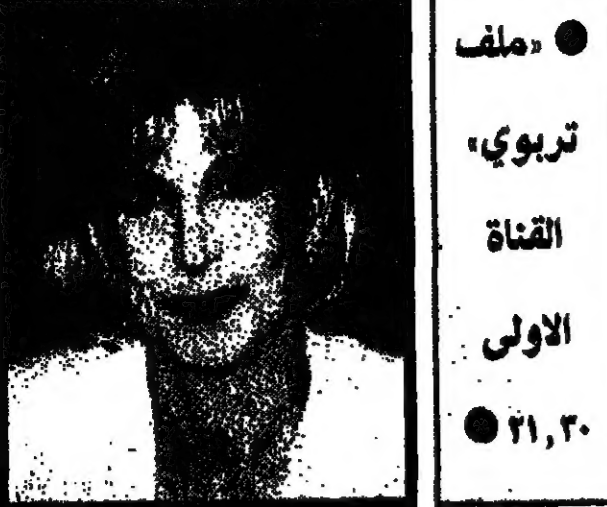 ● «ملف
تربوي»
القناة
الاولى
٢١,٣٠ ●